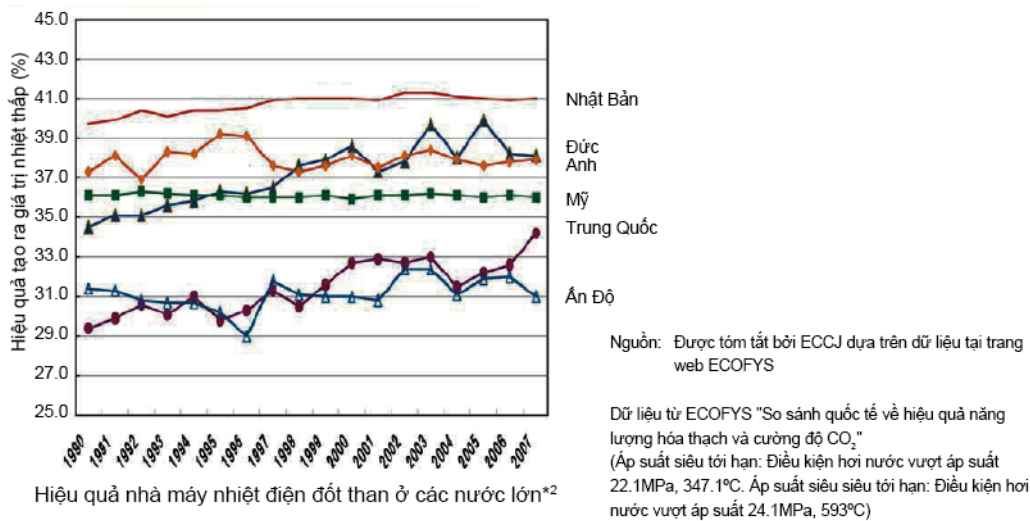 Hiệu quả tạo ra giá trị nhiệt thấp (%)
45.0
43.0
41.0
39.0
37.0
35.0
33.0
31.0
29.0
27.0
25.0
1990
1991
1992
1993
1994
1995
1996
1997
1998
1999
2000
2001
2002
2003
2004
2005
2006
2007
Nhật Bản
Đức
Anh
Mỹ
Trung Quốc
Ấn Độ
Hiệu quả nhà máy nhiệt điện đốt than ở các nước lớn*2
Nguồn: Được tóm tắt bởi ECCJ dựa trên dữ liệu tại trang
web ECOFYS
Dữ liệu từ ECOFYS "So sánh quốc tế về hiệu quả năng
lượng hóa thạch và cường độ CO₂"
(Áp suất siêu tới hạn: Điều kiện hơi nước vượt áp suất
22.1MPa, 347.1ºC. Áp suất siêu siêu tới hạn: Điều kiện hơi
nước vượt áp suất 24.1MPa, 593ºC)